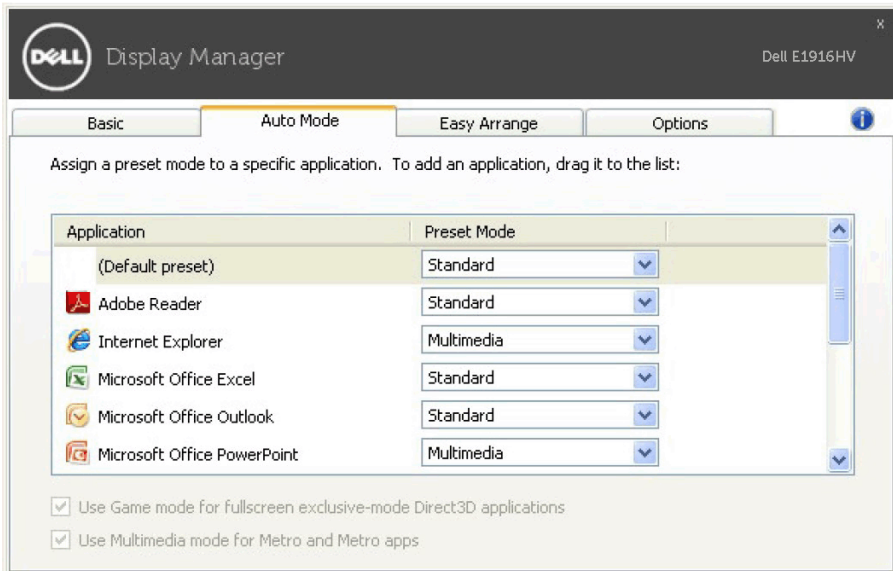 DELL Display Manager Dell E1916HV x
Basic Auto Mode Easy Arrange Options i
Assign a preset mode to a specific application. To add an application, drag it to the list:
Application Preset Mode
(Default preset) Standard
Adobe Reader Standard
Internet Explorer Multimedia
Microsoft Office Excel Standard
Microsoft Office Outlook Standard
Microsoft Office PowerPoint Multimedia
Use Game mode for fullscreen exclusive-mode Direct3D applications
Use Multimedia mode for Metro and Metro apps